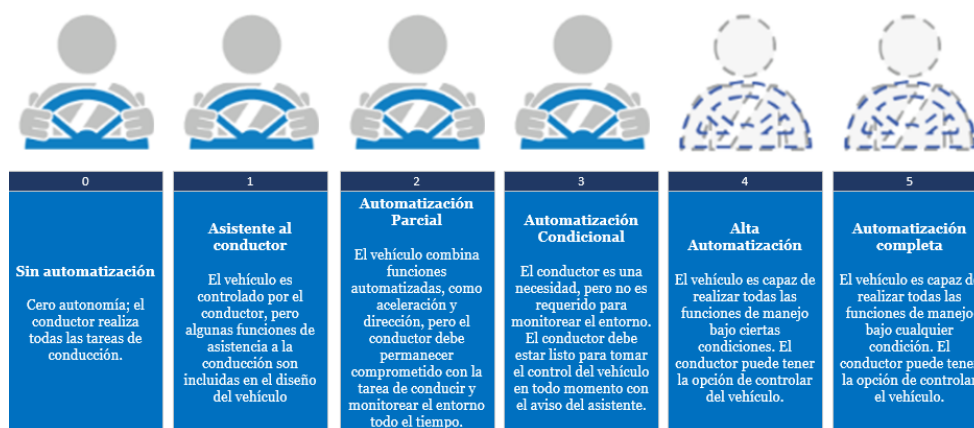 0
Sin automatización
Cero autonomía; el
conductor realiza
todas las tareas de
conducción.
1
Asistente al
conductor
El vehículo es
controlado por el
conductor, pero
algunas funciones de
asistencia a la
conducción son
incluidas en el diseño
del vehículo
2
Automatización
Parcial
El vehículo combina
funciones
automatizadas, como
aceleración y
dirección, pero el
conductor debe
permanecer
comprometido con la
tarea de conducir y
monitorear el entorno
todo el tiempo.
3
Automatización
Condicional
El conductor es una
necesidad, pero no es
requerido para
monitorear el entorno.
El conductor debe
estar listo para tomar
el control del vehículo
en todo momento con
el aviso del asistente.
4
Alta
Automatización
El vehículo es capaz de
realizar todas las
funciones de manejo
bajo ciertas
condiciones. El
conductor puede tener
la opción de controlar
del vehículo.
5
Automatización
completa
El vehículo es capaz de
realizar todas las
funciones de manejo
bajo cualquier
condición. El
conductor puede tener
la opción de controlar
el vehículo.